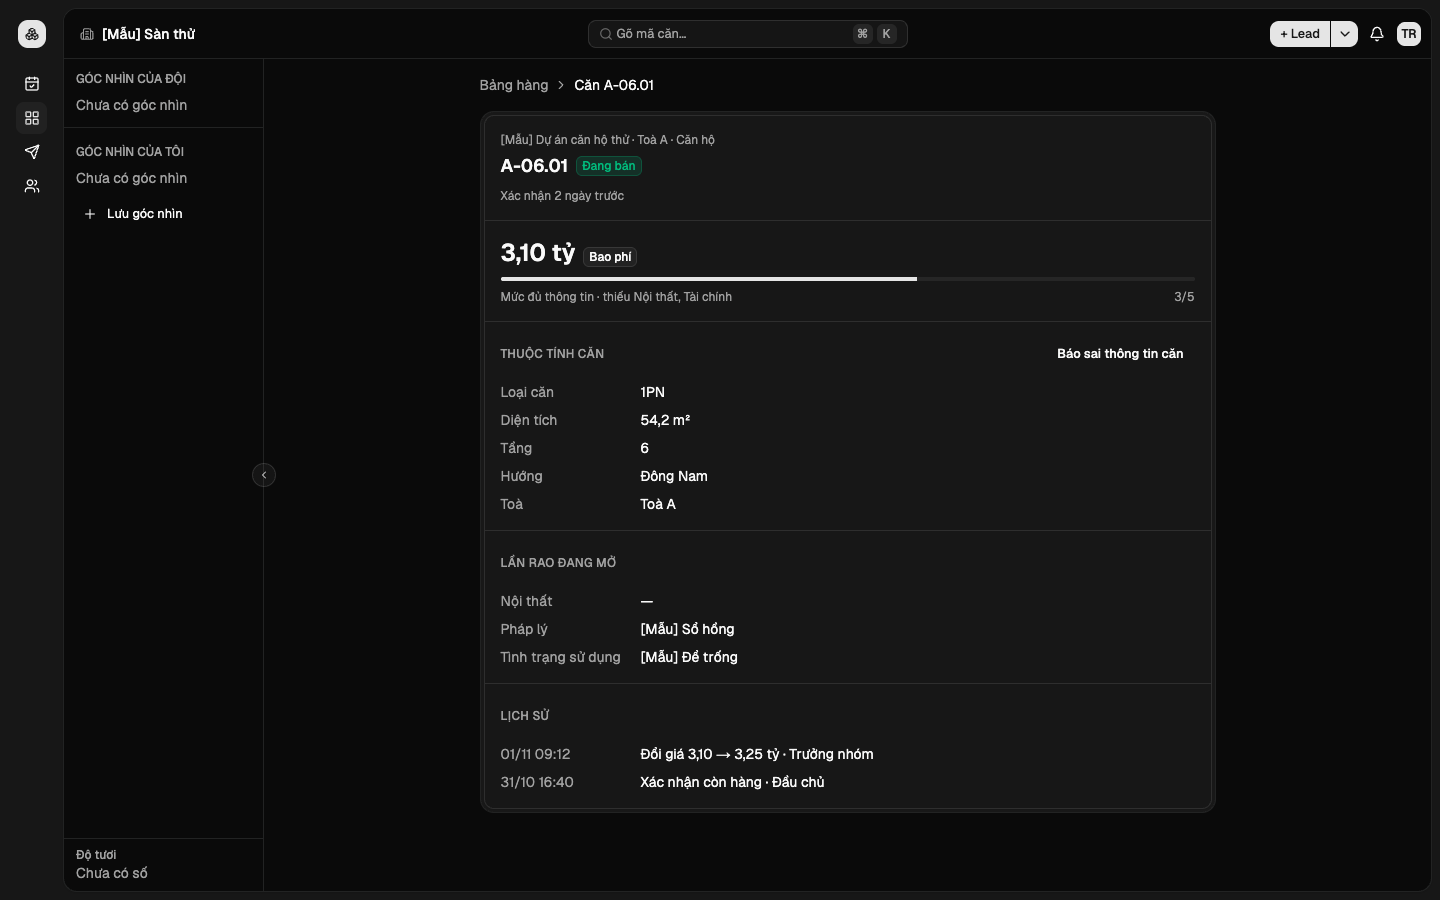 [Mẫu] Sàn thử
Gõ mã căn...
⌘ K
+ Lead
TR
GÓC NHÌN CỦA ĐỘI
Chưa có góc nhìn
GÓC NHÌN CỦA TÔI
Chưa có góc nhìn
+ Lưu góc nhìn
Độ tươi
Chưa có số
Bảng hàng > Căn A-06.01
[Mẫu] Dự án căn hộ thử · Toà A · Căn hộ
A-06.01 Đang bán
Xác nhận 2 ngày trước
3,10 tỷ Bao phí
Mức đủ thông tin · thiếu Nội thất, Tài chính 3/5
THUỘC TÍNH CĂN Báo sai thông tin căn
Loại căn 1PN
Diện tích 54,2 m²
Tầng 6
Hướng Đông Nam
Toà Toà A
LẦN RAO ĐANG MỞ
Nội thất —
Pháp lý [Mẫu] Sổ hồng
Tình trạng sử dụng [Mẫu] Để trống
LỊCH SỬ
01/11 09:12 Đổi giá 3,10 → 3,25 tỷ · Trưởng nhóm
31/10 16:40 Xác nhận còn hàng · Đầu chủ